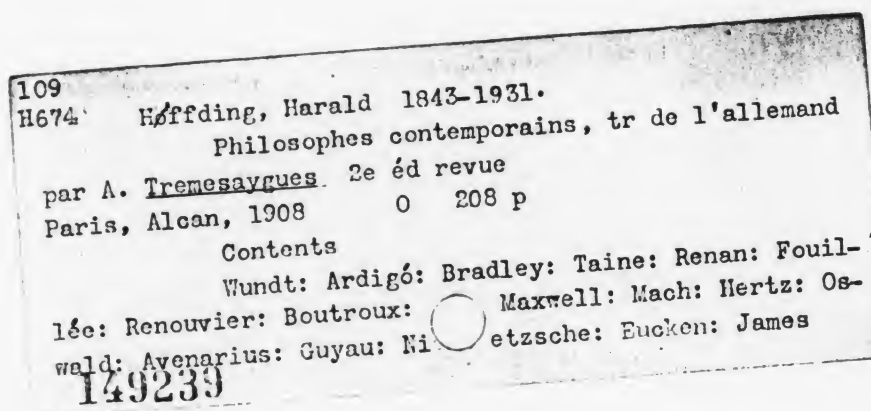 109
H674 Høffding, Harald 1843-1931.
Philosophes contemporains, tr de l'allemand
par A. Tremesaygues 2e éd revue
Paris, Alcan, 1908 O 208 p
Contents
Wundt: Ardigó: Bradley: Taine: Renan: Fouil-
lée: Renouvier: Boutroux: Maxwell: Mach: Hertz: Os-
wald: Avenarius: Guyau: Ni etzsche: Eucken: James
149239